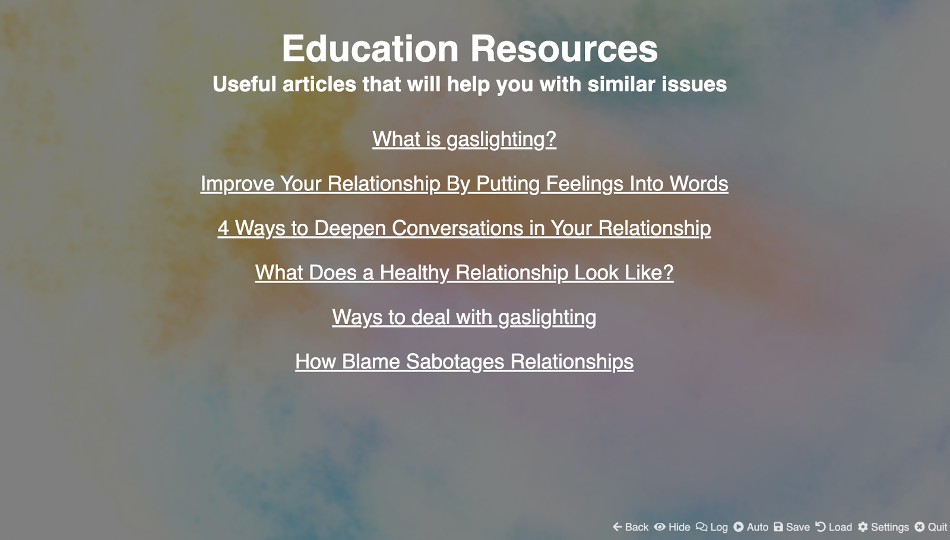 Education Resources
Useful articles that will help you with similar issues
What is gaslighting?
Improve Your Relationship By Putting Feelings Into Words
4 Ways to Deepen Conversations in Your Relationship
What Does a Healthy Relationship Look Like?
Ways to deal with gaslighting
How Blame Sabotages Relationships
Back Hide Log Auto Save Load Settings Quit